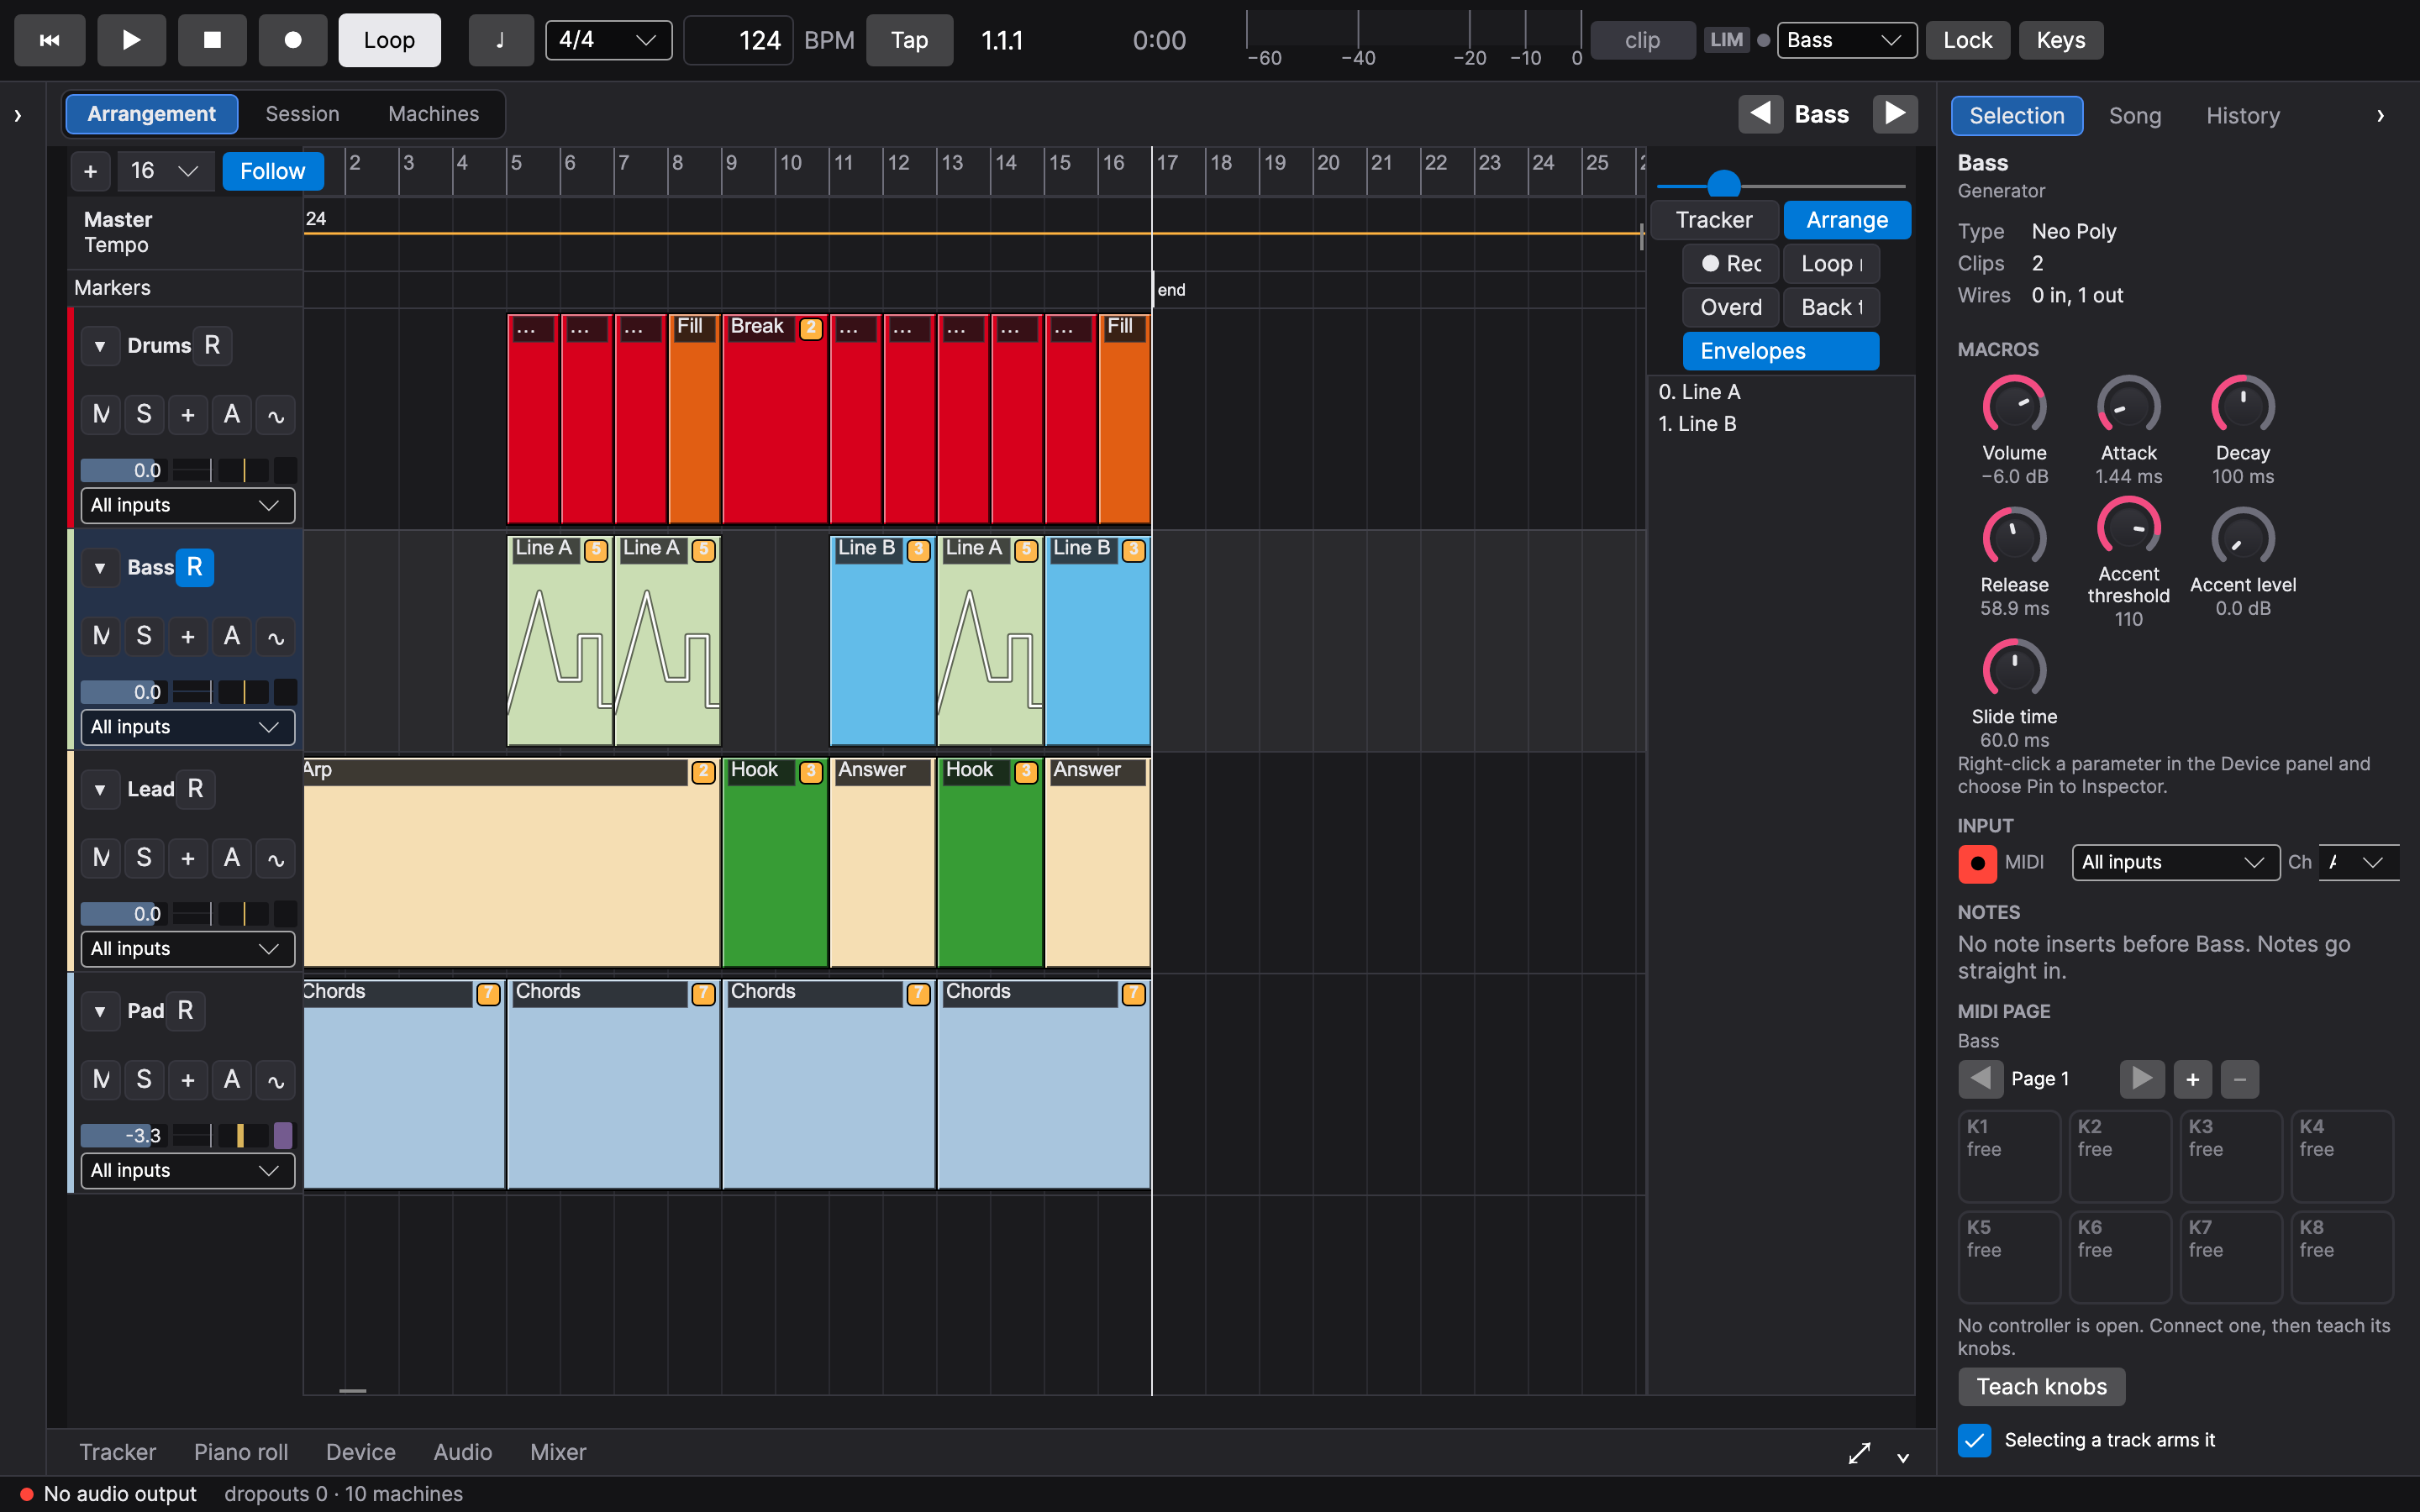 Loop
4/4
124 BPM
Tap
1.1.1
0:00
−60 −40 −20 −10 0
clip
LIM
Bass
Lock
Keys
Arrangement
Session
Machines
Bass
Selection
Song
History
+
16
Follow
2 3 4 5 6 7 8 9 10 11 12 13 14 15 16 17 18 19 20 21 22 23 24 25
Master
Tempo
24
Markers
end
Drums R
M S + A
0.0
All inputs
... ... ... Fill Break 2 ... ... ... ... ... Fill
Bass R
M S + A
0.0
All inputs
Line A 5 Line A 5 Line B 3 Line A 5 Line B 3
Lead R
M S + A
0.0
All inputs
Arp 2 Hook 3 Answer Hook 3 Answer
Pad R
M S + A
-3.3
All inputs
Chords 7 Chords 7 Chords 7 Chords 7
Tracker
Arrange
Rec
Loop
Overd
Back
Envelopes
0. Line A
1. Line B
Bass
Generator
Type Neo Poly
Clips 2
Wires 0 in, 1 out
MACROS
Volume
−6.0 dB
Attack
1.44 ms
Decay
100 ms
Release
58.9 ms
Accent
threshold
110
Accent level
0.0 dB
Slide time
60.0 ms
Right-click a parameter in the Device panel and
choose Pin to Inspector.
INPUT
MIDI
All inputs
Ch
NOTES
No note inserts before Bass. Notes go
straight in.
MIDI PAGE
Bass
Page 1
+ −
K1
free
K2
free
K3
free
K4
free
K5
free
K6
free
K7
free
K8
free
No controller is open. Connect one, then teach its
knobs.
Teach knobs
Selecting a track arms it
Tracker
Piano roll
Device
Audio
Mixer
No audio output
dropouts 0 · 10 machines